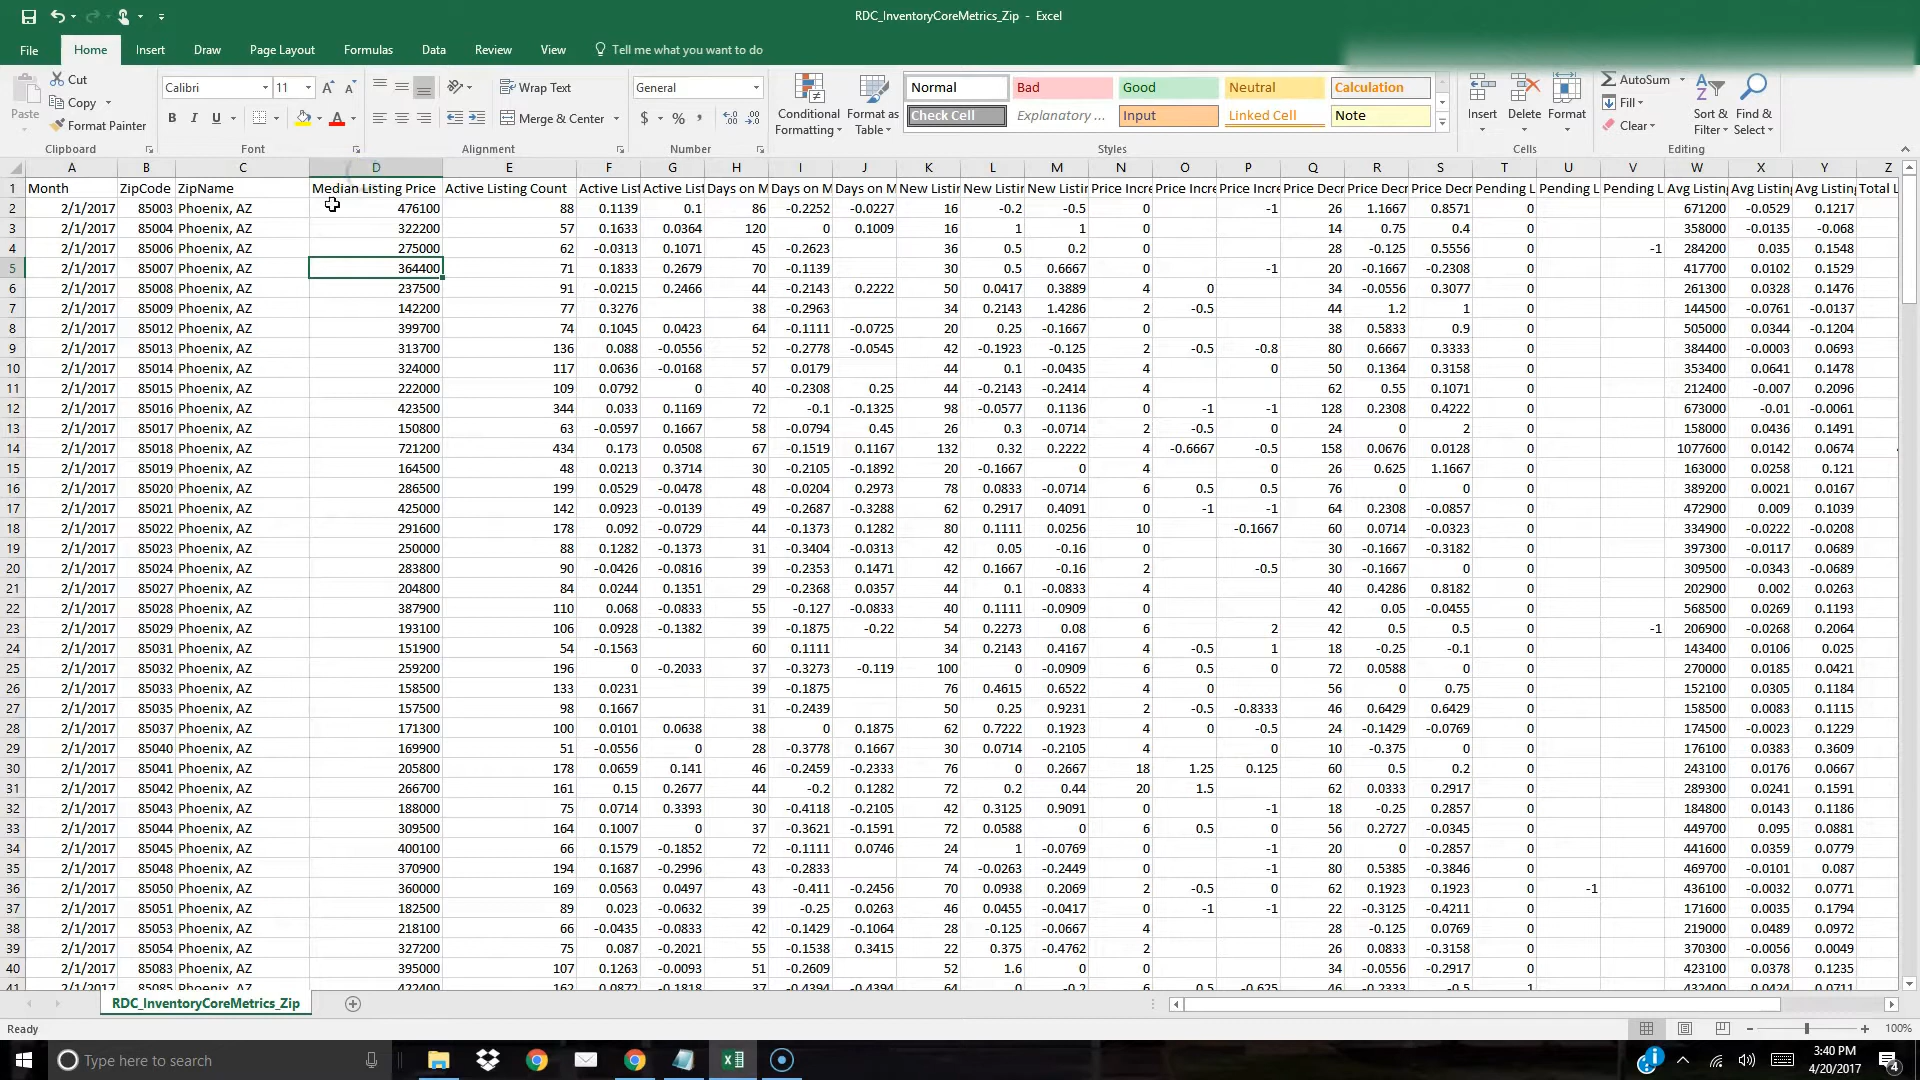 RDC_InventoryCoreMetrics_Zip - Excel
File Home Insert Draw Page Layout Formulas Data Review View Tell me what you want to do
Paste Cut Copy Format Painter Clipboard
Calibri 11 A A B I U A Font
Wrap Text Merge & Center Alignment
General $ % , Number
Conditional Formatting Format as Table
Normal Bad Good Neutral Calculation
Check Cell Explanatory ... Input Linked Cell Note
Styles
Insert Delete Format Cells
AutoSum Fill Clear Sort & Filter Find & Select Editing
A B C D E F G H I J K L M N O P Q R S T U V W X Y Z
1 Month ZipCode ZipName Median Listing Price Active Listing Count Active List Active List Days on M Days on M Days on M New Listin New Listin New Listin Price Incre Price Incre Price Incre Price Decr Price Decr Price Decr Pending L Pending L Pending L Avg Listing Avg Listing Avg Listing Total L
2 2/1/2017 85003 Phoenix, AZ 476100 88 0.1139 0.1 86 -0.2252 -0.0227 16 -0.2 -0.5 0 -1 26 1.1667 0.8571 0 671200 -0.0529 0.1217
3 2/1/2017 85004 Phoenix, AZ 322200 57 0.1633 0.0364 120 0 0.1009 16 1 1 0 14 0.75 0.4 0 358000 -0.0135 -0.068
4 2/1/2017 85006 Phoenix, AZ 275000 62 -0.0313 0.1071 45 -0.2623 36 0.5 0.2 0 28 -0.125 0.5556 0 -1 284200 0.035 0.1548
5 2/1/2017 85007 Phoenix, AZ 364400 71 0.1833 0.2679 70 -0.1139 30 0.5 0.6667 0 -1 20 -0.1667 -0.2308 0 417700 0.0102 0.1529
6 2/1/2017 85008 Phoenix, AZ 237500 91 -0.0215 0.2466 44 -0.2143 0.2222 50 0.0417 0.3889 4 0 34 -0.0556 0.3077 0 261300 0.0328 0.1476
7 2/1/2017 85009 Phoenix, AZ 142200 77 0.3276 38 -0.2963 34 0.2143 1.4286 2 -0.5 44 1.2 1 0 144500 -0.0761 -0.0137
8 2/1/2017 85012 Phoenix, AZ 399700 74 0.1045 0.0423 64 -0.1111 -0.0725 20 0.25 -0.1667 0 38 0.5833 0.9 0 505000 0.0344 -0.1204
9 2/1/2017 85013 Phoenix, AZ 313700 136 0.088 -0.0556 52 -0.2778 -0.0545 42 -0.1923 -0.125 2 -0.5 -0.8 80 0.6667 0.3333 0 384400 -0.0003 0.0693
10 2/1/2017 85014 Phoenix, AZ 324000 117 0.0636 -0.0168 57 0.0179 44 0.1 -0.0435 4 0 50 0.1364 0.3158 0 353400 0.0641 0.1478
11 2/1/2017 85015 Phoenix, AZ 222000 109 0.0792 0 40 -0.2308 0.25 44 -0.2143 -0.2414 4 62 0.55 0.1071 0 212400 -0.007 0.2096
12 2/1/2017 85016 Phoenix, AZ 423500 344 0.033 0.1169 72 -0.1 -0.1325 98 -0.0577 0.1136 0 -1 -1 128 0.2308 0.4222 0 673000 -0.01 -0.0061
13 2/1/2017 85017 Phoenix, AZ 150800 63 -0.0597 0.1667 58 -0.0794 0.45 26 0.3 -0.0714 2 -0.5 0 24 0 2 0 158000 0.0436 0.1491
14 2/1/2017 85018 Phoenix, AZ 721200 434 0.173 0.0508 67 -0.1519 0.1167 132 0.32 0.2222 4 -0.6667 -0.5 158 0.0676 0.0128 0 1077600 0.0142 0.0674
15 2/1/2017 85019 Phoenix, AZ 164500 48 0.0213 0.3714 30 -0.2105 -0.1892 20 -0.1667 0 4 0 26 0.625 1.1667 0 163000 0.0258 0.121
16 2/1/2017 85020 Phoenix, AZ 286500 199 0.0529 -0.0478 48 -0.0204 0.2973 78 0.0833 -0.0714 6 0.5 0.5 76 0 0 0 389200 0.0021 0.0167
17 2/1/2017 85021 Phoenix, AZ 425000 142 0.0923 -0.0139 49 -0.2687 -0.3288 62 0.2917 0.4091 0 -1 -1 64 0.2308 -0.0857 0 472900 0.009 0.1039
18 2/1/2017 85022 Phoenix, AZ 291600 178 0.092 -0.0729 44 -0.1373 0.1282 80 0.1111 0.0256 10 -0.1667 60 0.0714 -0.0323 0 334900 -0.0222 -0.0208
19 2/1/2017 85023 Phoenix, AZ 250000 88 0.1282 -0.1373 31 -0.3404 -0.0313 42 0.05 -0.16 0 30 -0.1667 -0.3182 0 397300 -0.0117 0.0689
20 2/1/2017 85024 Phoenix, AZ 283800 90 -0.0426 -0.0816 39 -0.2353 0.1471 42 0.1667 -0.16 2 -0.5 30 -0.1667 0 0 309500 -0.0343 -0.0689
21 2/1/2017 85027 Phoenix, AZ 204800 84 0.0244 0.1351 29 -0.2368 0.0357 44 0.1 -0.0833 4 40 0.4286 0.8182 0 202900 0.002 0.0263
22 2/1/2017 85028 Phoenix, AZ 387900 110 0.068 -0.0833 55 -0.127 -0.0833 40 0.1111 -0.0909 0 42 0.05 -0.0455 0 568500 0.0269 0.1193
23 2/1/2017 85029 Phoenix, AZ 193100 106 0.0928 -0.1382 39 -0.1875 -0.22 54 0.2273 0.08 6 2 42 0.5 0.5 0 -1 206900 -0.0268 0.2064
24 2/1/2017 85031 Phoenix, AZ 151900 54 -0.1563 60 0.1111 34 0.2143 0.4167 4 -0.5 1 18 -0.25 -0.1 0 143400 0.0106 0.025
25 2/1/2017 85032 Phoenix, AZ 259200 196 0 -0.2033 37 -0.3273 -0.119 100 0 -0.0909 6 0.5 0 72 0.0588 0 0 270000 0.0185 0.0421
26 2/1/2017 85033 Phoenix, AZ 158500 133 0.0231 39 -0.1875 76 0.4615 0.6522 4 0 56 0 0.75 0 152100 0.0305 0.1184
27 2/1/2017 85035 Phoenix, AZ 157500 98 0.1667 31 -0.2439 50 0.25 0.9231 2 -0.5 -0.8333 46 0.6429 0.6429 0 158500 0.0083 0.1115
28 2/1/2017 85037 Phoenix, AZ 171300 100 0.0101 0.0638 38 0 0.1875 62 0.7222 0.1923 4 0 -0.5 24 -0.1429 -0.0769 0 174500 -0.0023 0.1229
29 2/1/2017 85040 Phoenix, AZ 169900 51 -0.0556 0 28 -0.3778 0.1667 30 0.0714 -0.2105 4 0 10 -0.375 0 0 176100 0.0383 0.3609
30 2/1/2017 85041 Phoenix, AZ 205800 178 0.0659 0.141 46 -0.2459 -0.2333 76 0 0.2667 18 1.25 0.125 60 0.5 0.2 0 243100 0.0176 0.0667
31 2/1/2017 85042 Phoenix, AZ 266700 161 0.15 0.2677 44 -0.2 0.1282 72 0.2 0.44 20 1.5 62 0.0333 0.2917 0 289300 0.0241 0.1591
32 2/1/2017 85043 Phoenix, AZ 188000 75 0.0714 0.3393 30 -0.4118 -0.2105 42 0.3125 0.9091 0 -1 18 -0.25 0.2857 0 184800 0.0143 0.1186
33 2/1/2017 85044 Phoenix, AZ 309500 164 0.1007 0 37 -0.3621 -0.1591 72 0.0588 0 6 0.5 0 56 0.2727 -0.0345 0 449700 0.095 0.0881
34 2/1/2017 85045 Phoenix, AZ 400100 66 0.1579 -0.1852 72 -0.1111 0.0746 24 1 -0.0769 0 -1 20 0 -0.2857 0 441600 0.0359 0.0779
35 2/1/2017 85048 Phoenix, AZ 370900 194 0.1687 -0.2996 43 -0.2833 74 -0.0263 -0.2449 0 -1 80 0.5385 -0.3846 0 469700 -0.0101 0.087
36 2/1/2017 85050 Phoenix, AZ 360000 169 0.0563 0.0497 43 -0.411 -0.2456 70 0.0938 0.2069 2 -0.5 0 62 0.1923 0.1923 0 -1 436100 -0.0032 0.0771
37 2/1/2017 85051 Phoenix, AZ 182500 89 0.023 -0.0632 39 -0.25 0.0263 46 0.0455 -0.0417 0 -1 -1 22 -0.3125 -0.4211 0 171600 0.0035 0.1794
38 2/1/2017 85053 Phoenix, AZ 218100 66 -0.0435 -0.0833 42 -0.1429 -0.1064 28 -0.125 -0.0667 4 28 -0.125 0.0769 0 219000 0.0489 0.0972
39 2/1/2017 85054 Phoenix, AZ 327200 75 0.087 -0.2021 55 -0.1538 0.3415 22 0.375 -0.4762 2 26 0.0833 -0.3158 0 370300 -0.0056 0.0049
40 2/1/2017 85083 Phoenix, AZ 395000 107 0.1263 -0.0093 51 -0.2609 52 1.6 0 0 34 -0.0556 -0.2917 0 423100 0.0378 0.1235
41 2/1/2017 85085 Phoenix, AZ 422400 162 0.0872 -0.1818 37 -0.4394 -0.4394 64 0 -0.2 6 0.5 -0.625 46 -0.2333 -0.5 1 432400 0.0424 0.0711
RDC_InventoryCoreMetrics_Zip
Ready 100%
Type here to search
3:40 PM
4/20/2017
4